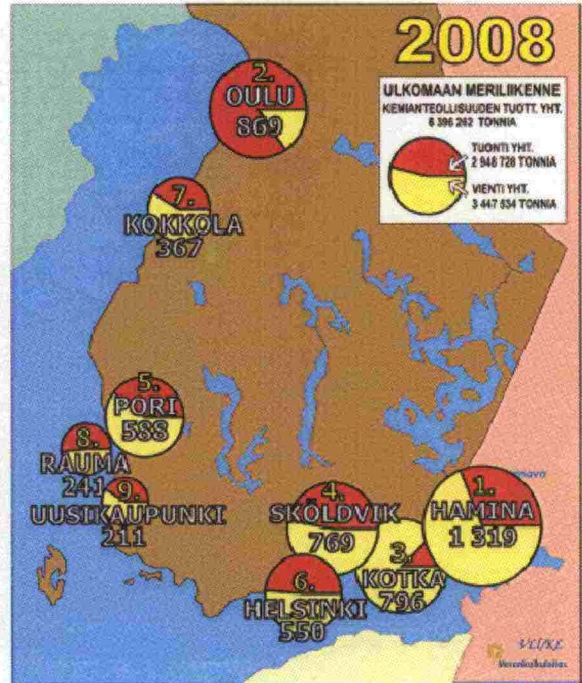 2008
ULKOMAAN MERILIIKENNE
KEMIANTEOLLISUUDEN TUOTT. YHT.
6 396 262 TONNIA
TUONTI YHT.
2 948 728 TONNIA
VIENTI YHT.
3 447 534 TONNIA
2.
OULU
869
7.
KOKKOLA
367
5.
PORI
588
8.
RAUMA
241
9.
UUSIKAUPUNKI
211
4.
SKÖLDVIK
769
1.
HAMINA
1 319
3.
KOTKA
796
6.
HELSINKI
550
Merenkulkulaitos